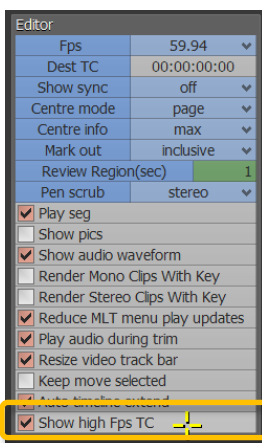 Editor
Fps 59.94
Dest TC 00:00:00:00
Show sync off
Centre mode page
Centre info max
Mark out inclusive
Review Region(sec) 1
Pen scrub stereo
Play seg
Show pics
Show audio waveform
Render Mono Clips With Key
Render Stereo Clips With Key
Reduce MLT menu play updates
Play audio during trim
Resize video track bar
Keep move selected
Auto timeline extend
Show high Fps TC